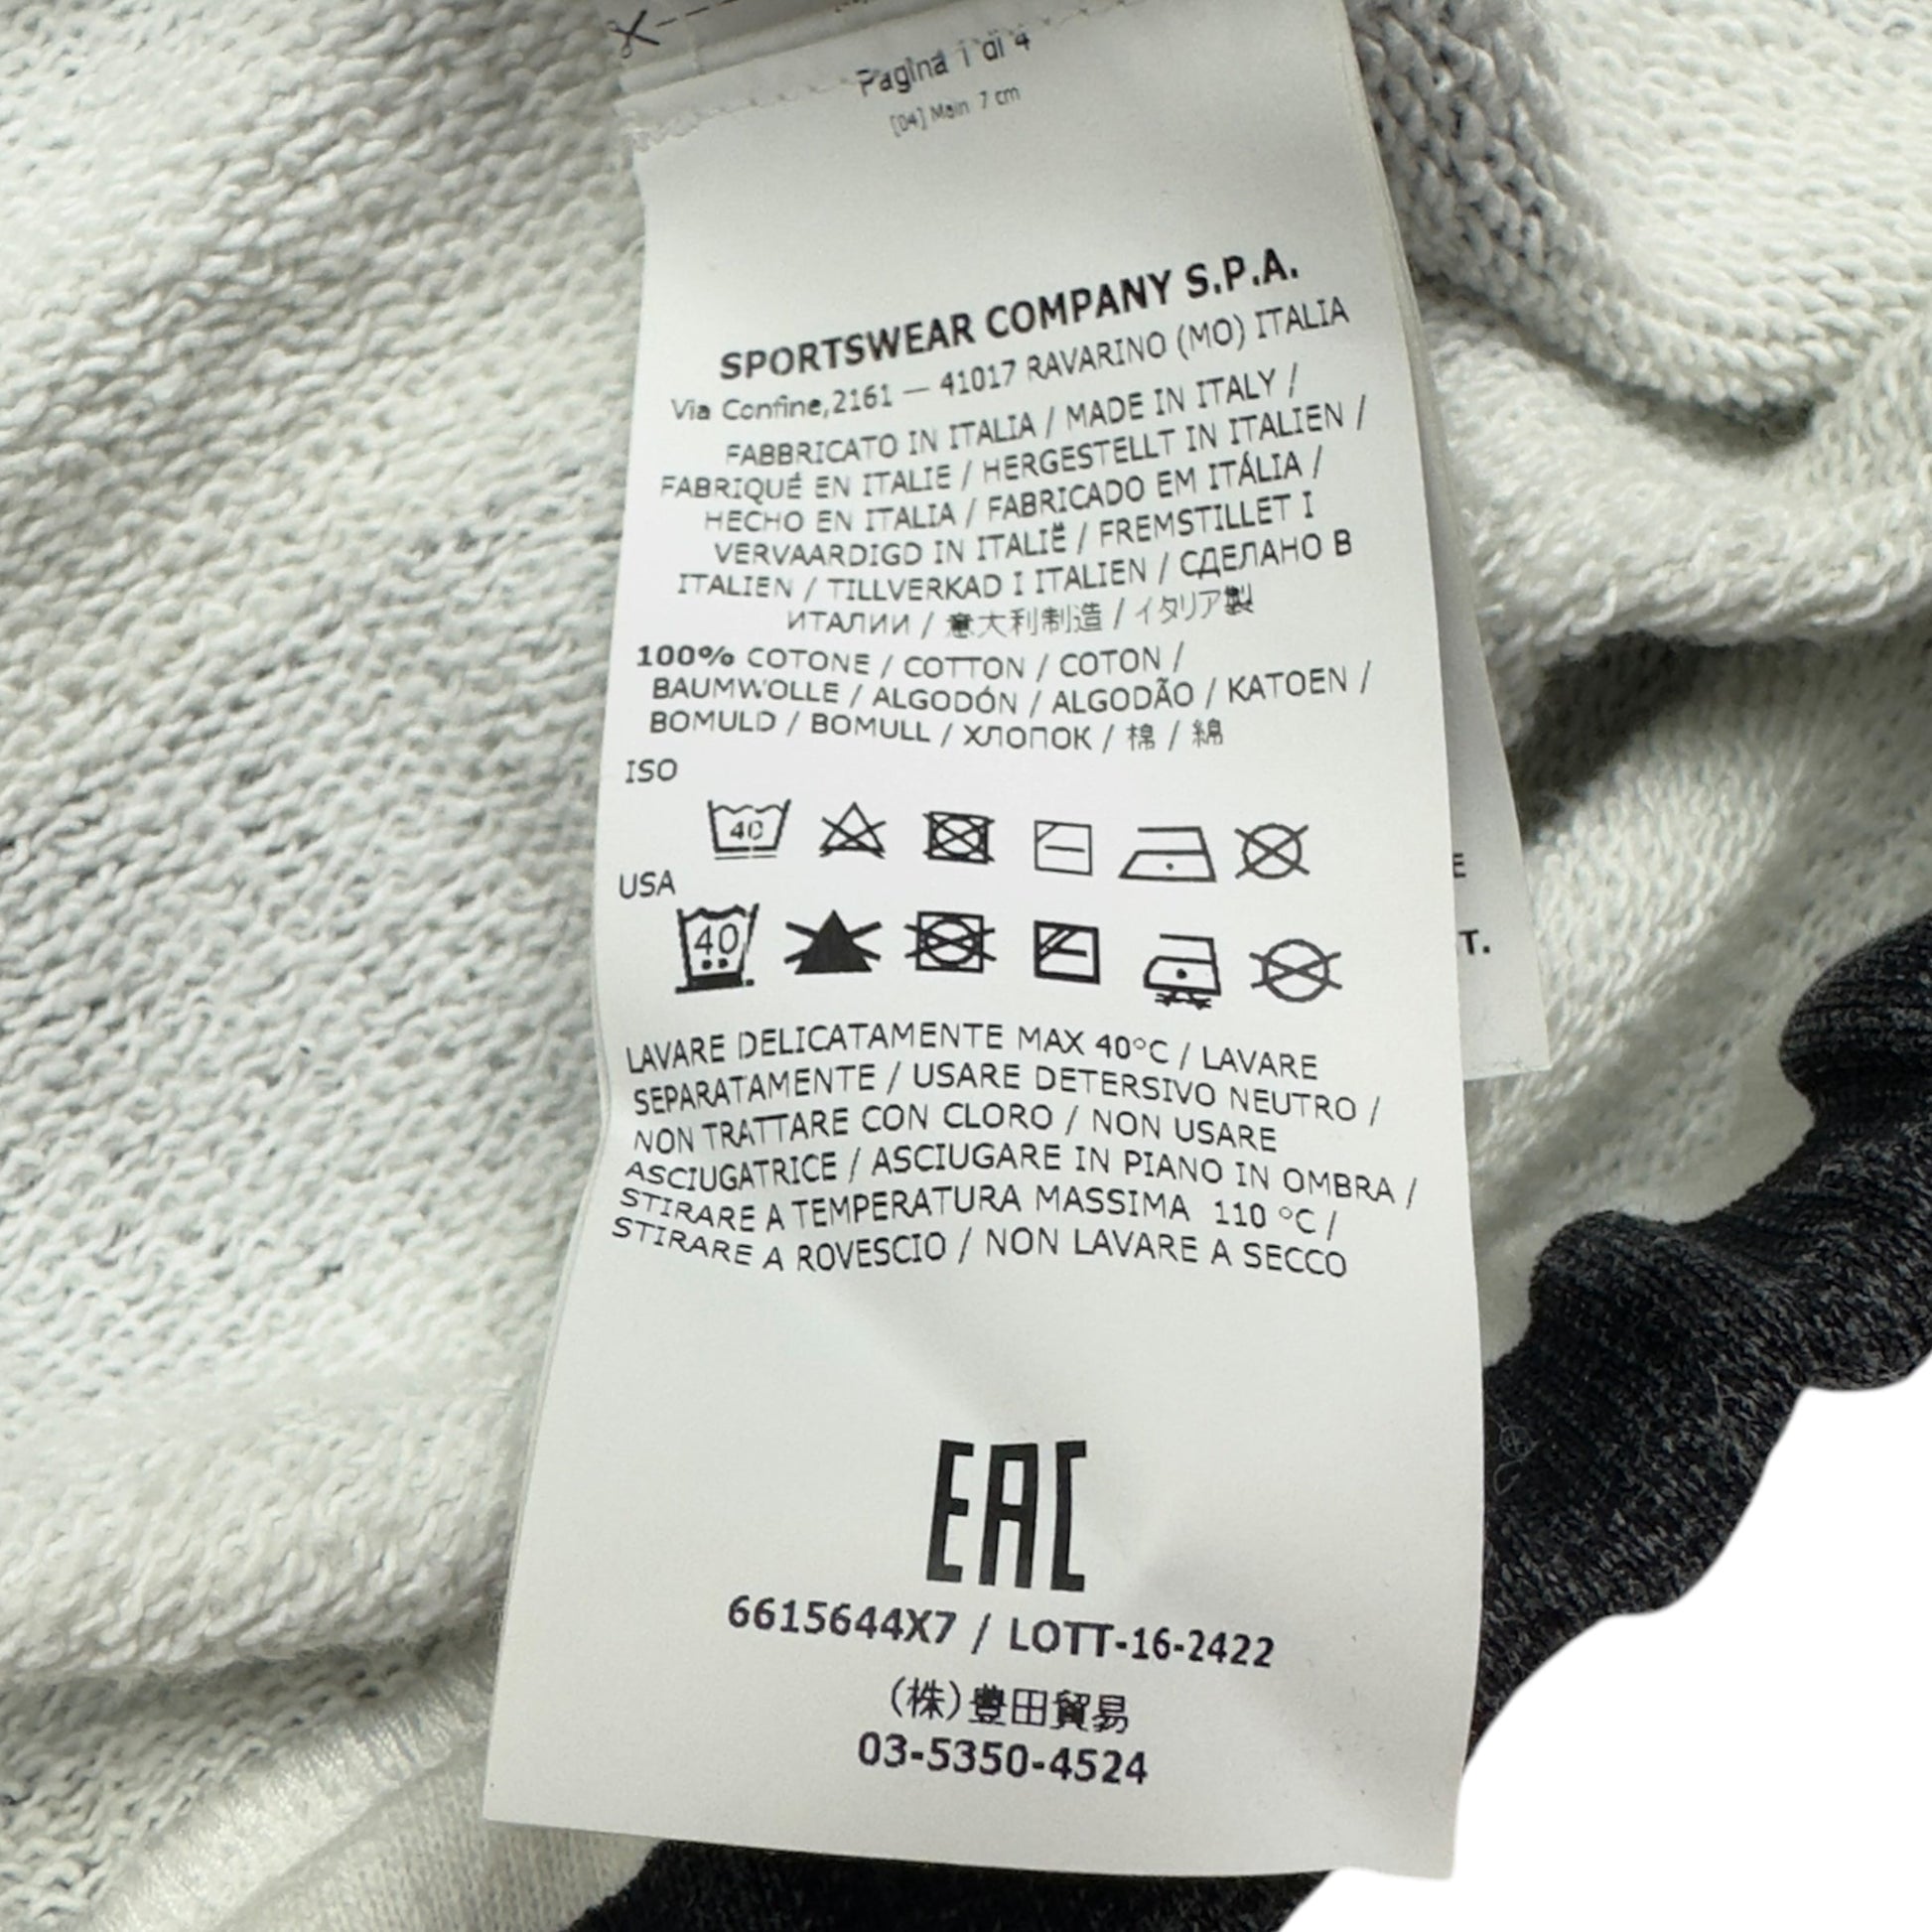 Pagina 1 di 4
[04] Main 7 cm
SPORTSWEAR COMPANY S.P.A.
Via Confine,2161 — 41017 RAVARINO (MO) ITALIA
FABBRICATO IN ITALIA / MADE IN ITALY /
FABRIQUÉ EN ITALIE / HERGESTELLT IN ITALIEN /
HECHO EN ITALIA / FABRICADO EM ITÁLIA /
VERVAARDIGD IN ITALIË / FREMSTILLET I
ITALIEN / TILLVERKAD I ITALIEN / СДЕЛАНО В
ИТАЛИИ / 意大利制造 / イタリア製
100% COTONE / COTTON / COTON /
BAUMWOLLE / ALGODÓN / ALGODÃO / KATOEN /
BOMULD / BOMULL / ХЛОПОК / 棉 / 綿
ISO
40
USA
40
LAVARE DELICATAMENTE MAX 40°C / LAVARE
SEPARATAMENTE / USARE DETERSIVO NEUTRO /
NON TRATTARE CON CLORO / NON USARE
ASCIUGATRICE / ASCIUGARE IN PIANO IN OMBRA /
STIRARE A TEMPERATURA MASSIMA 110 °C /
STIRARE A ROVESCIO / NON LAVARE A SECCO
EAC
6615644X7 / LOTT-16-2422
(株)豊田貿易
03-5350-4524
E
T.